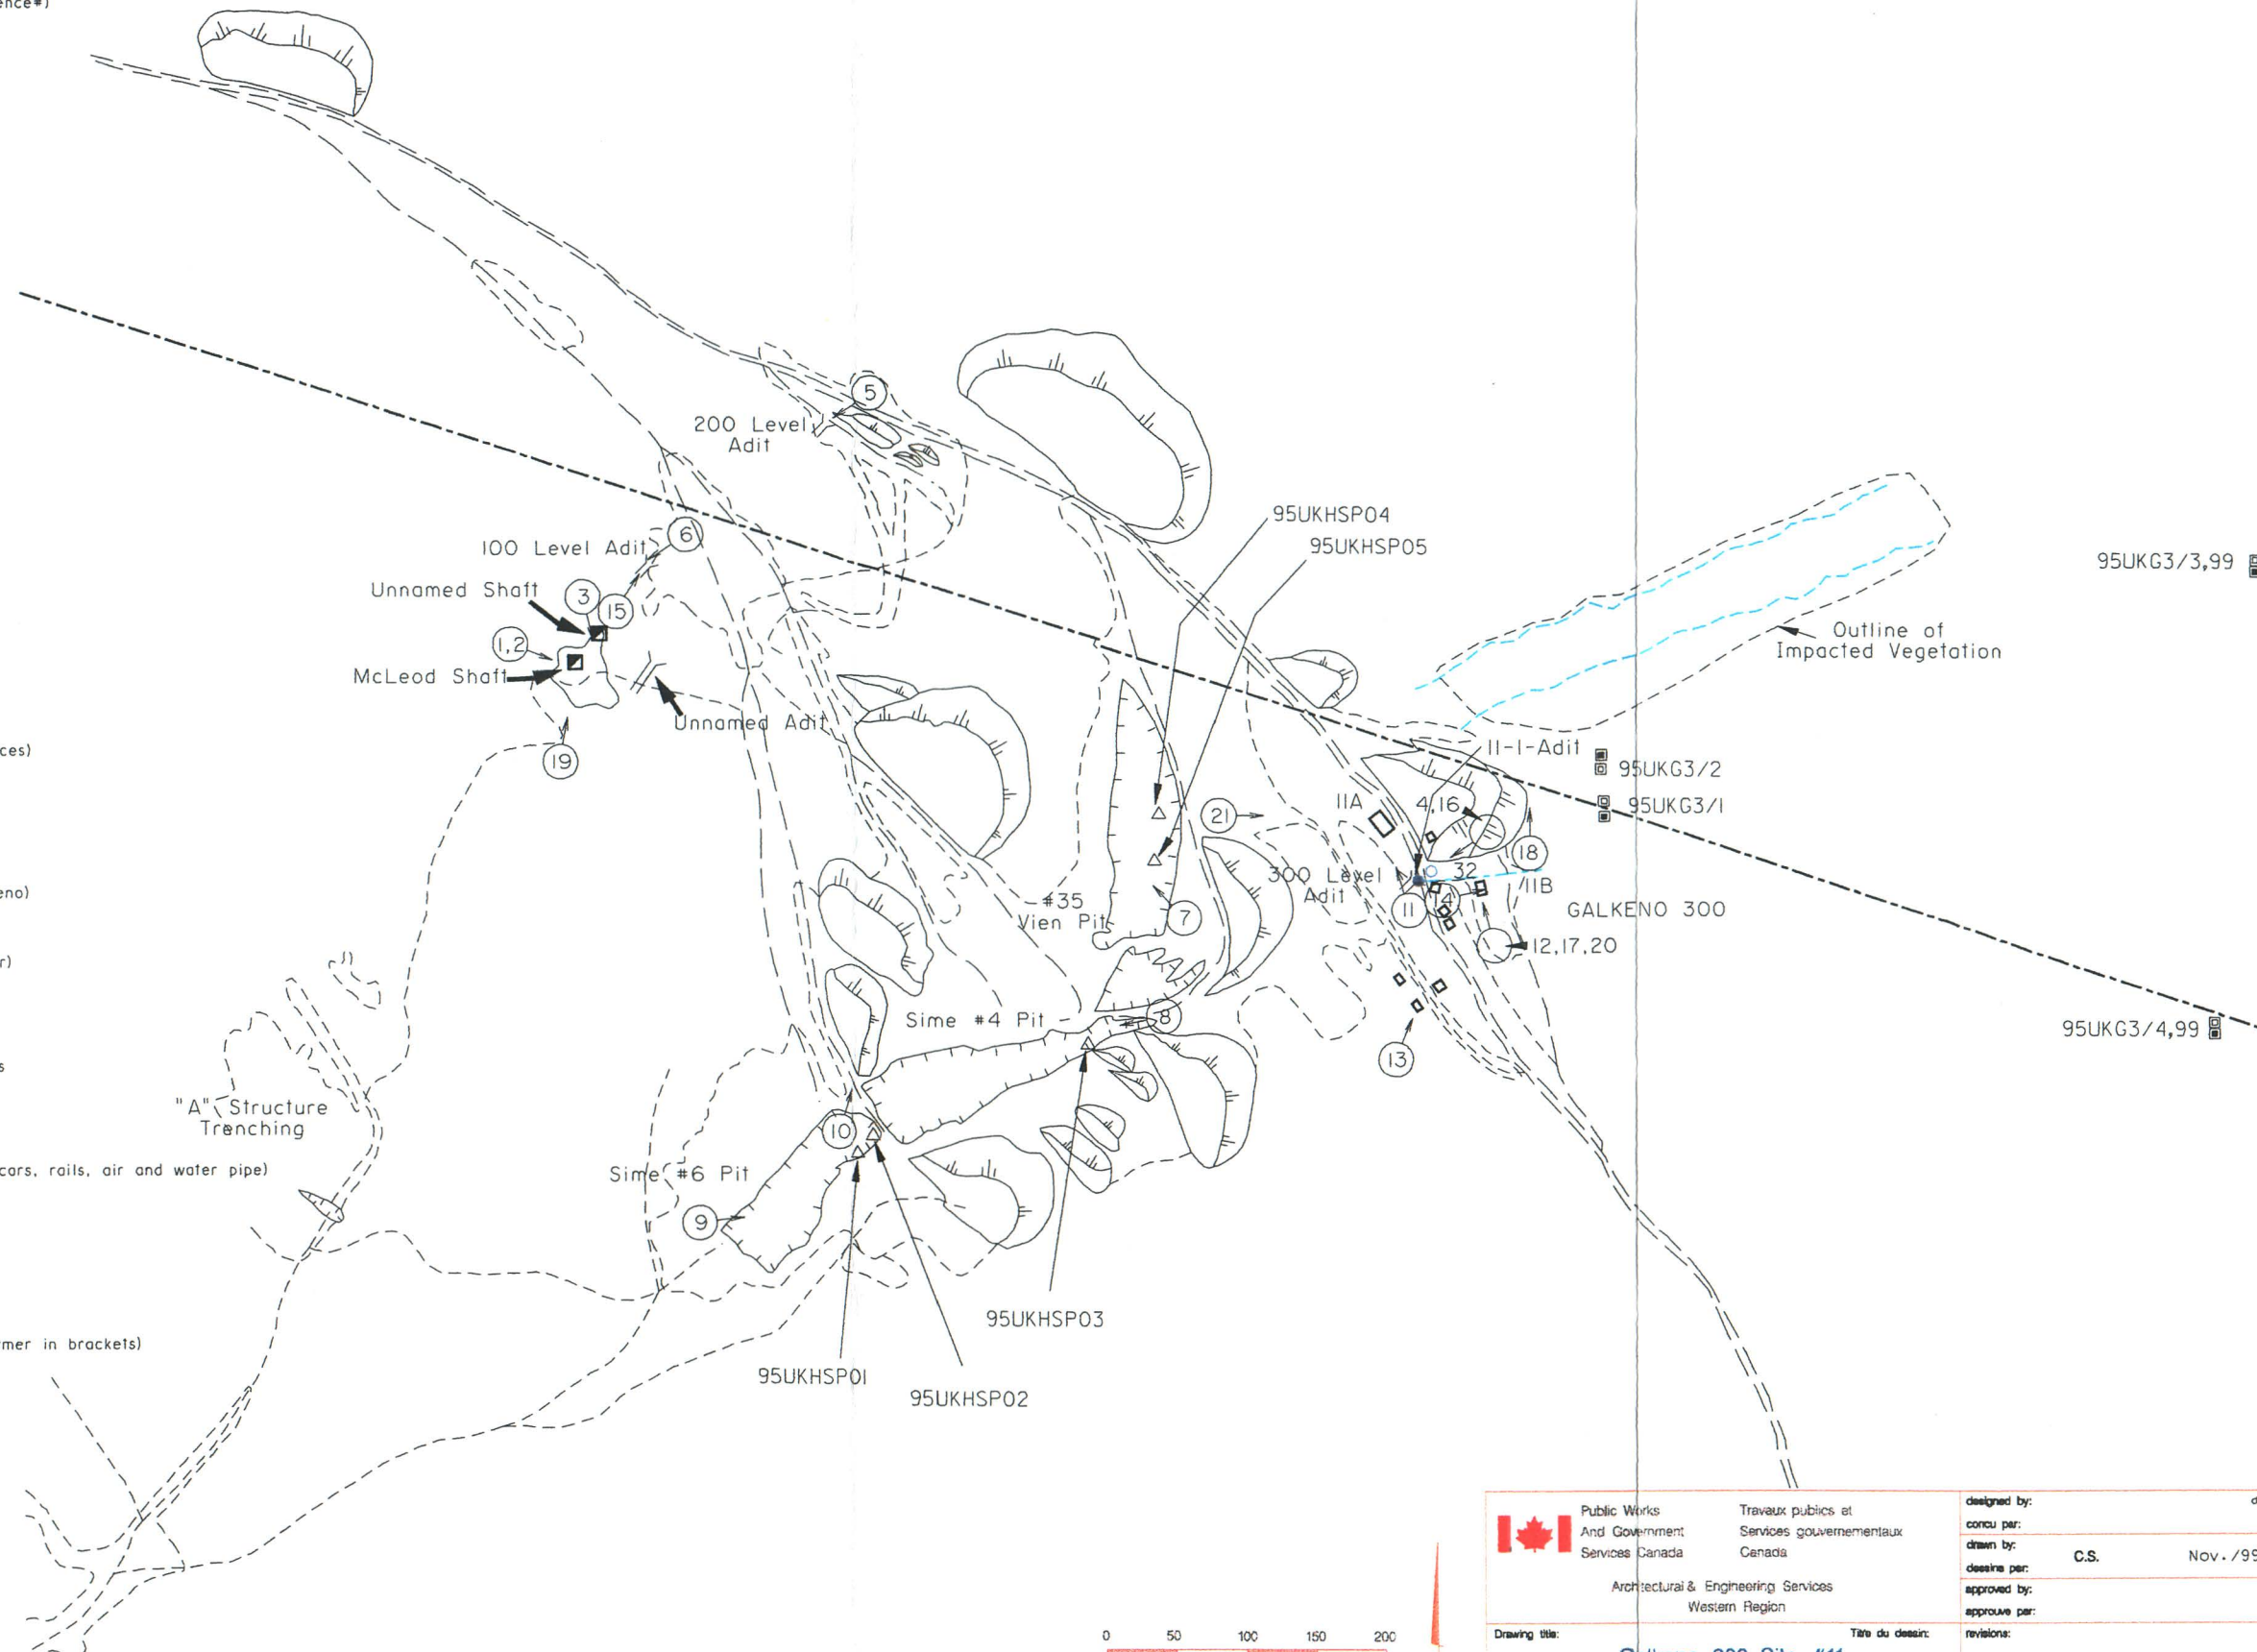 200 Level
Adit
5
95UKHSP04
95UKHSP05
100 Level Adit
6
Unnamed Shaft
3
15
1,2
McLeod Shaft
Unnamed Adit
19
95UKG3/3,99
Outline of
Impacted Vegetation
11-1-Adit
95UKG3/2
95UKG3/1
ces)
21
11A
4,16
18
300 Level
Adit
32
11B
11
14
GALKENO 300
12,17,20
#35
Vien Pit
7
eno)
r)
Sime #4 Pit
8
13
95UKG3/4,99
s
"A" Structure
Trenching
10
cars, rails, air and water pipe)
Sime #6 Pit
9
95UKHSP03
95UKHSP01
95UKHSP02
mer in brackets)
Public Works
And Government
Services Canada
Travaux publics et
Services gouvernementaux
Canada
Architectural & Engineering Services
Western Region
designed by:
concu par:
drawn by:
dessine par:
C.S.
Nov./99
approved by:
approuve par:
Drawing title:
Titre du dessin:
revisions:
0 50 100 150 200